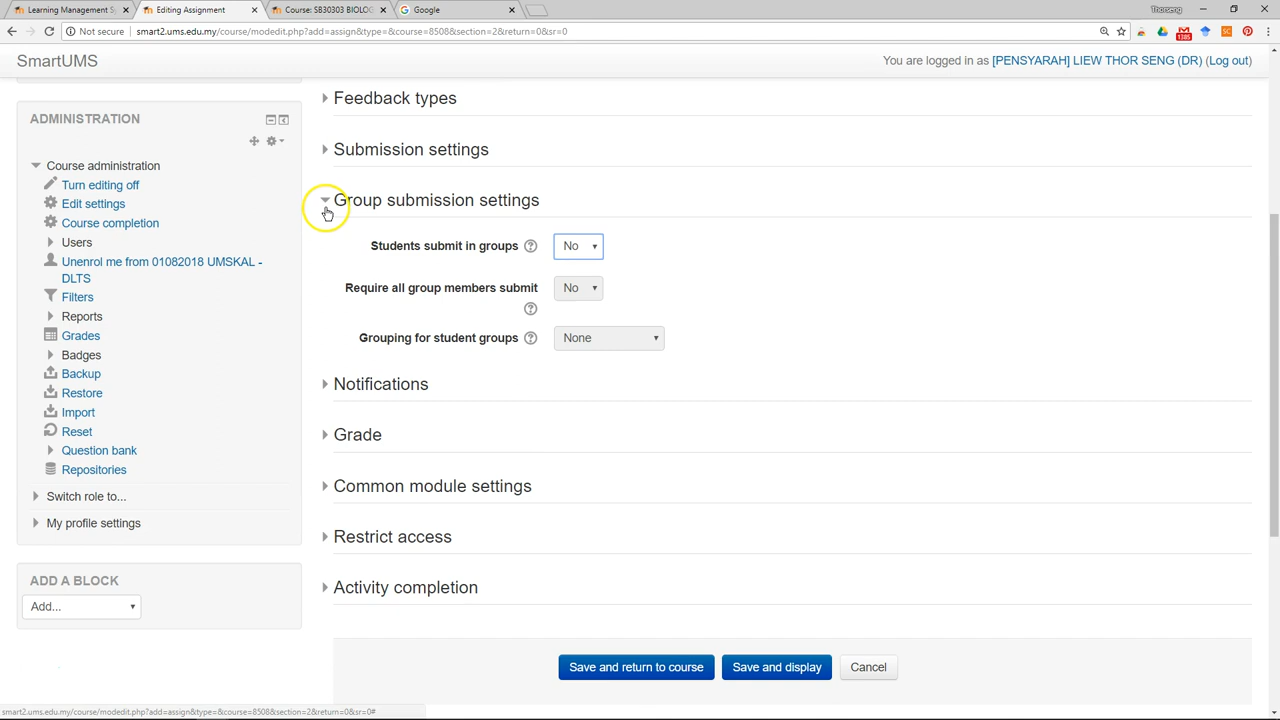 Learning Management Sy
Editing Assignment
Course: SB30303 BIOLOG
Google
Thorseng
Not secure
smart2.ums.edu.my/course/modedit.php?add=assign&type=&course=8508&section=2&return=0&sr=0
SmartUMS
You are logged in as [PENSYARAH] LIEW THOR SENG (DR) (Log out)
ADMINISTRATION
Course administration
Turn editing off
Edit settings
Course completion
Users
Unenrol me from 01082018 UMSKAL -
DLTS
Filters
Reports
Grades
Badges
Backup
Restore
Import
Reset
Question bank
Repositories
Switch role to...
My profile settings
ADD A BLOCK
Add...
Feedback types
Submission settings
Group submission settings
Students submit in groups No
Require all group members submit No
Grouping for student groups None
Notifications
Grade
Common module settings
Restrict access
Activity completion
Save and return to course
Save and display
Cancel
smart2.ums.edu.my/course/modedit.php?add=assign&type=&course=8508&section=2&return=0&sr=0#